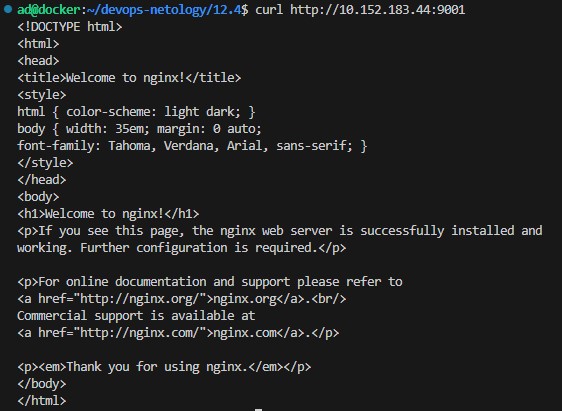 ad@docker:~/devops-netology/12.4$ curl http://10.152.183.44:9001
<!DOCTYPE html>
<html>
<head>
<title>Welcome to nginx!</title>
<style>
html { color-scheme: light dark; }
body { width: 35em; margin: 0 auto;
font-family: Tahoma, Verdana, Arial, sans-serif; }
</style>
</head>
<body>
<h1>Welcome to nginx!</h1>
<p>If you see this page, the nginx web server is successfully installed and
working. Further configuration is required.</p>

<p>For online documentation and support please refer to
<a href="http://nginx.org/">nginx.org</a>.<br/>
Commercial support is available at
<a href="http://nginx.com/">nginx.com</a>.</p>

<p><em>Thank you for using nginx.</em></p>
</body>
</html>